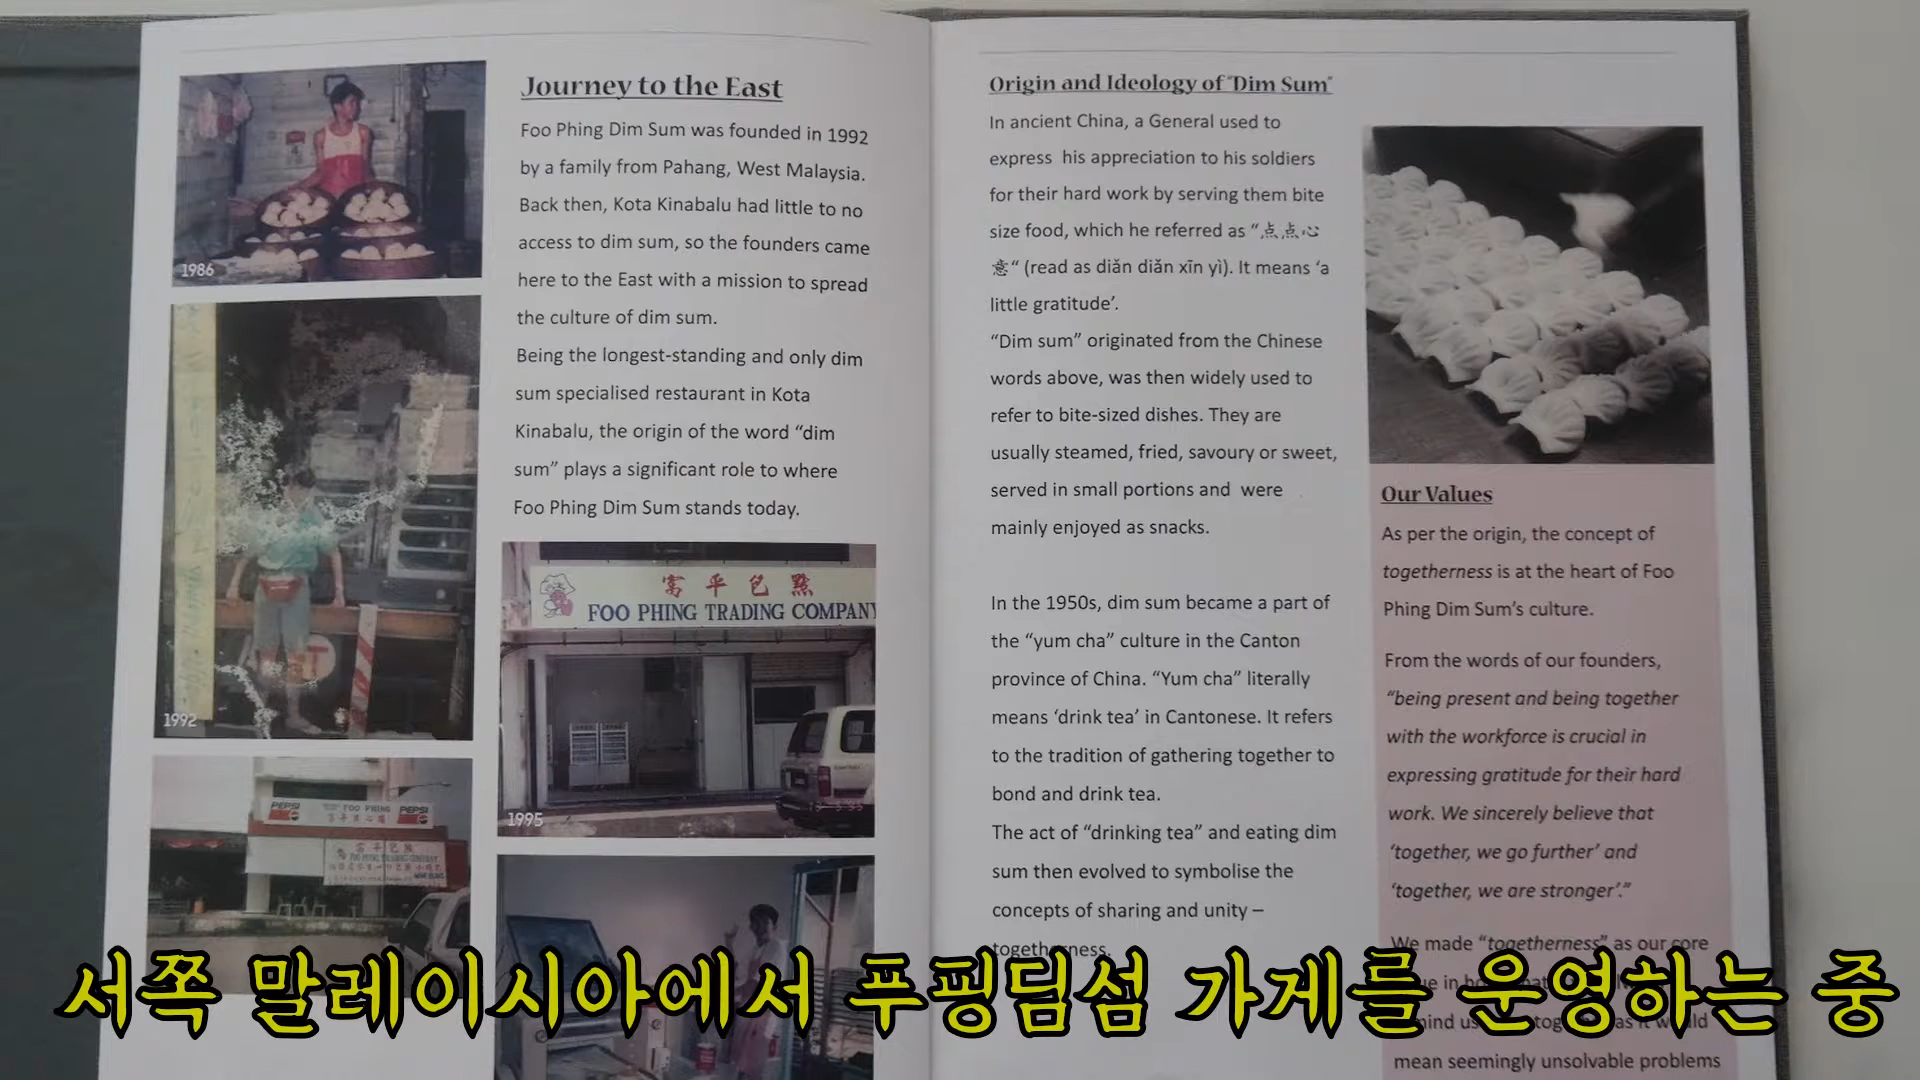 Journey to the East
Foo Phing Dim Sum was founded in 1992
by a family from Pahang, West Malaysia.
Back then, Kota Kinabalu had little to no
access to dim sum, so the founders came
here to the East with a mission to spread
the culture of dim sum.
Being the longest-standing and only dim
sum specialised restaurant in Kota
Kinabalu, the origin of the word “dim
sum” plays a significant role to where
Foo Phing Dim Sum stands today.
1986
1992
富平包點
FOO PHING TRADING COMPANY
1995
PEPSI
FOO PHING
PEPSI
富平包點
FOO PHING TRADING COMPANY
Origin and Ideology of "Dim Sum"
In ancient China, a General used to
express his appreciation to his soldiers
for their hard work by serving them bite
size food, which he referred as “点点心
意“ (read as diǎn diǎn xīn yì). It means ‘a
little gratitude’.
“Dim sum” originated from the Chinese
words above, was then widely used to
refer to bite-sized dishes. They are
usually steamed, fried, savoury or sweet,
served in small portions and were
mainly enjoyed as snacks.
In the 1950s, dim sum became a part of
the “yum cha” culture in the Canton
province of China. “Yum cha” literally
means ‘drink tea’ in Cantonese. It refers
to the tradition of gathering together to
bond and drink tea.
The act of “drinking tea” and eating dim
sum then evolved to symbolise the
concepts of sharing and unity –
togetherness.
Our Values
As per the origin, the concept of
togetherness is at the heart of Foo
Phing Dim Sum’s culture.
From the words of our founders,
“being present and being together
with the workforce is crucial in
expressing gratitude for their hard
work. We sincerely believe that
‘together, we go further’ and
‘together, we are stronger’.”
We made “togetherness” as our core
in
mean seemingly unsolvable problems
서쪽 말레이시아에서 푸핑딤섬 가게를 운영하는 중